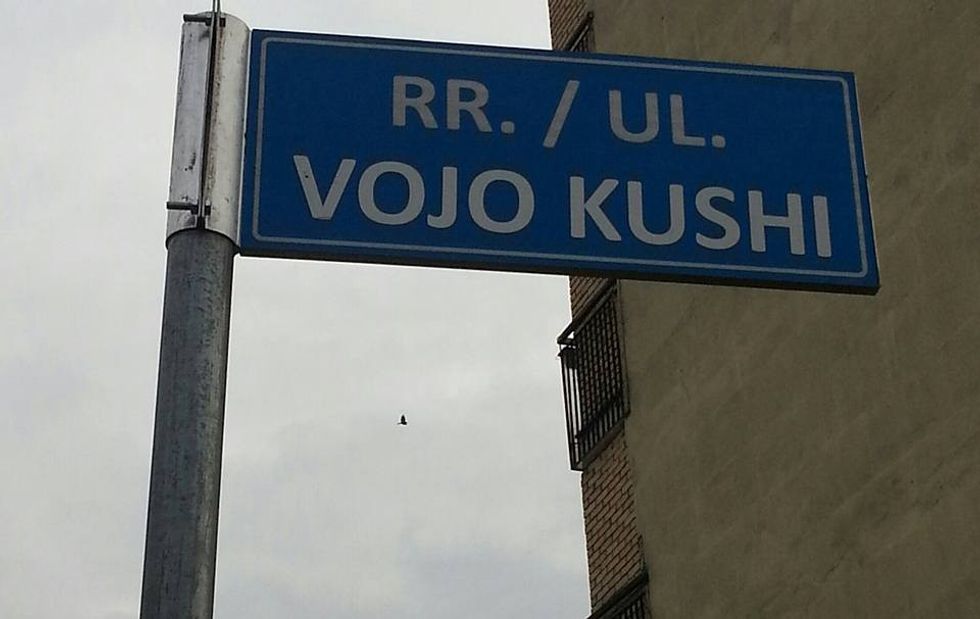 RR. / UL.
VOJO KUSHI